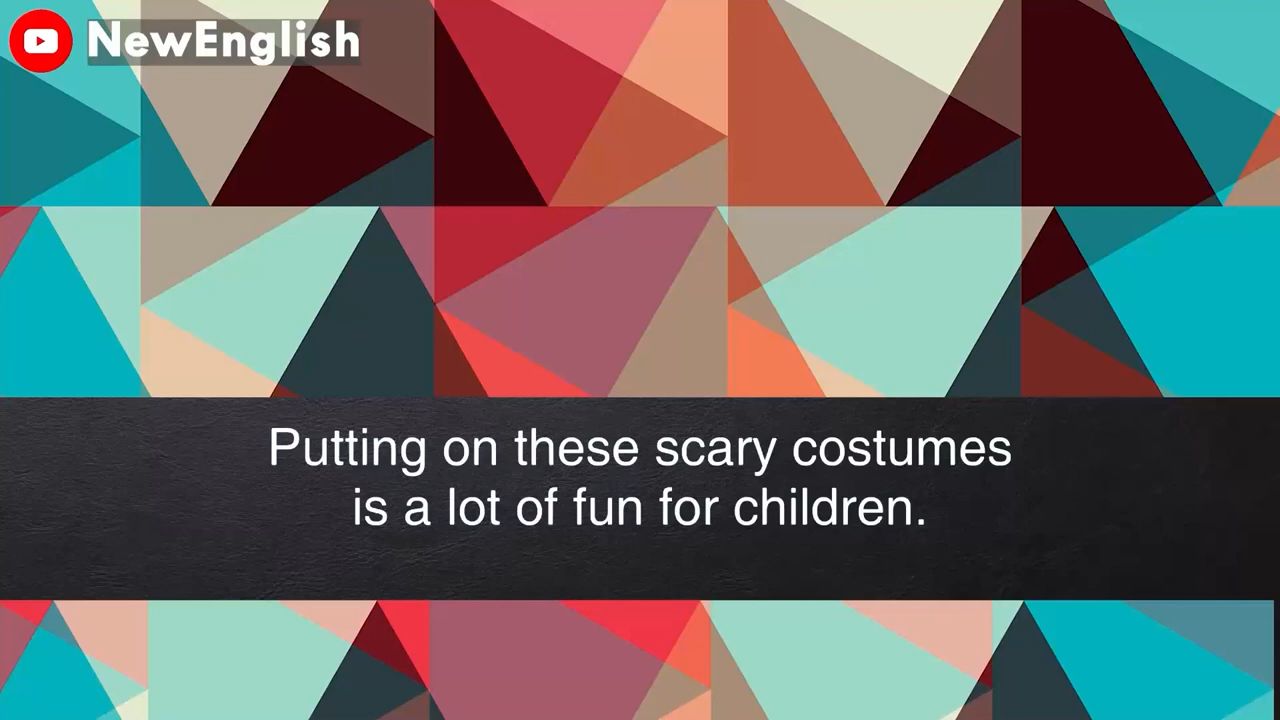 NewEnglish
Putting on these scary costumes
is a lot of fun for children.